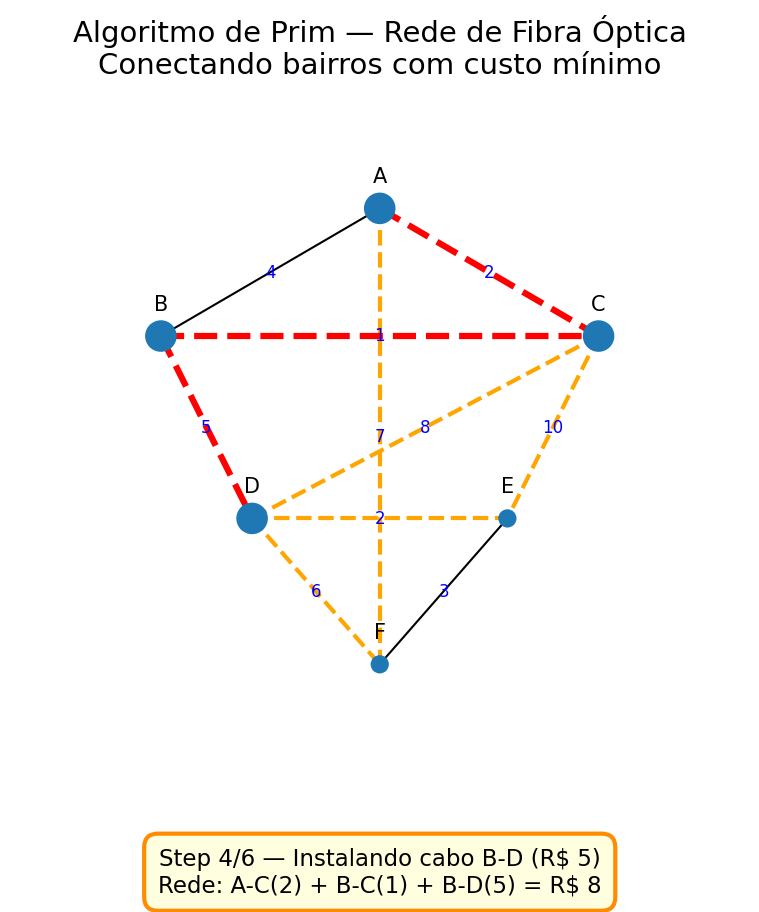 Algoritmo de Prim — Rede de Fibra Óptica
Conectando bairros com custo mínimo
A
4
2
B
C
1
5
7
8
10
D
E
2
6
3
F
Step 4/6 — Instalando cabo B-D (R$ 5)
Rede: A-C(2) + B-C(1) + B-D(5) = R$ 8